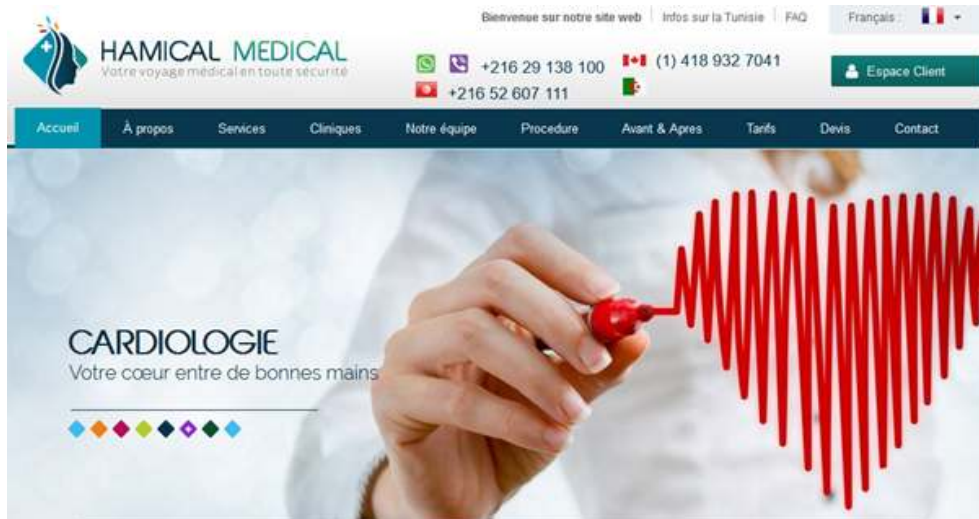 Bienvenue sur notre site web Infos sur la Tunisie FAQ Français :
HAMICAL MEDICAL
Votre voyage médical en toute sécurité
+216 29 138 100
(1) 418 932 7041
+216 52 607 111
Espace Client
Accueil À propos Services Cliniques Notre équipe Procedure Avant & Apres Tarifs Devis Contact
CARDIOLOGIE
Votre cœur entre de bonnes mains